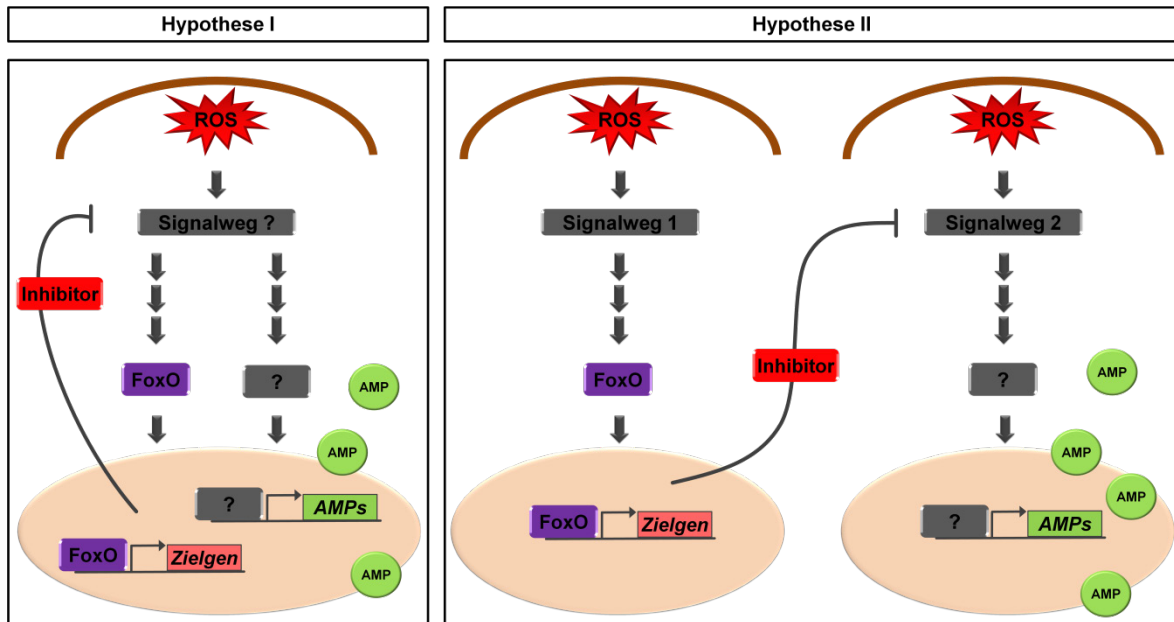 Hypothese I
Hypothese II
ROS
Signalweg ?
Inhibitor
FoxO
?
AMP
AMP
?
AMPs
FoxO
Zielgen
AMP
ROS
Signalweg 1
FoxO
Inhibitor
FoxO
Zielgen
ROS
Signalweg 2
?
AMP
AMP
AMP
?
AMPs
AMP